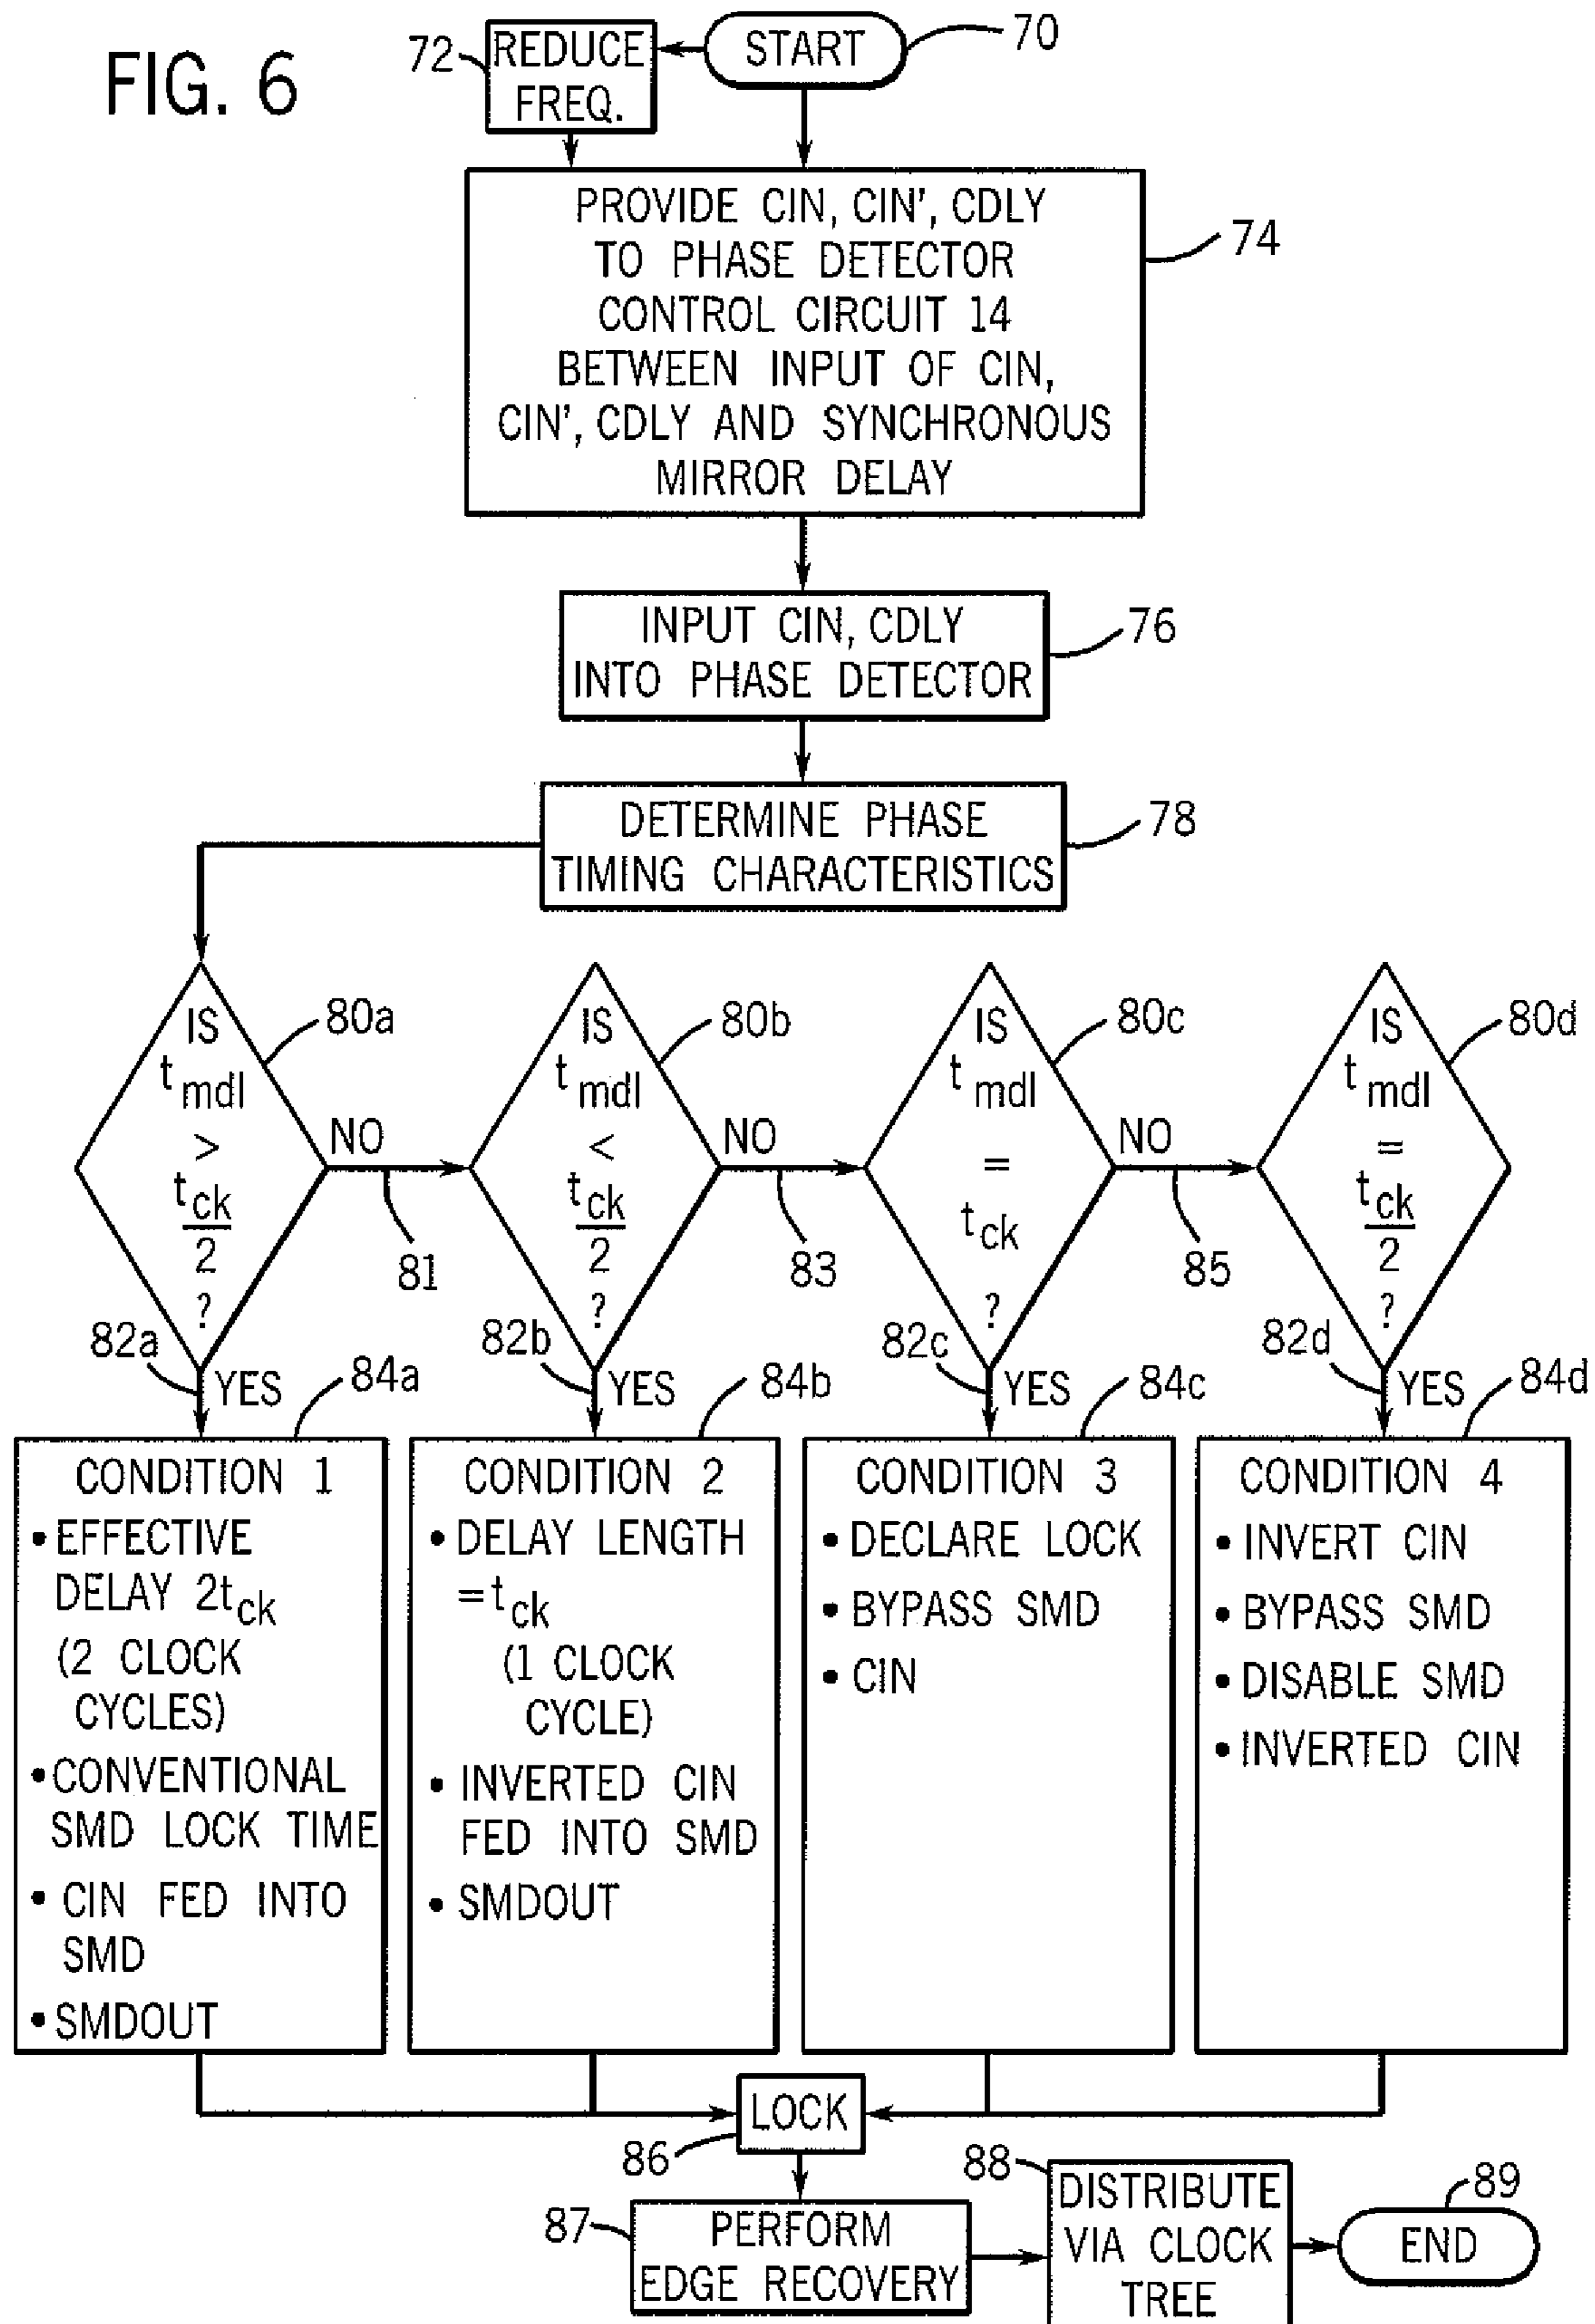 FIG. 6
72
REDUCE
FREQ.
START
70
PROVIDE CIN, CIN', CDLY
TO PHASE DETECTOR
CONTROL CIRCUIT 14
BETWEEN INPUT OF CIN,
CIN', CDLY AND SYNCHRONOUS
MIRROR DELAY
74
INPUT CIN, CDLY
INTO PHASE DETECTOR
76
DETERMINE PHASE
TIMING CHARACTERISTICS
78
IS
tmdl
>
tck
2
?
80a
NO
81
82a
YES
84a
IS
tmdl
<
tck
2
?
80b
NO
83
82b
YES
84b
IS
tmdl
=
tck
?
80c
NO
85
82c
YES
84c
IS
tmdl
=
tck
2
?
80d
82d
YES
84d
CONDITION 1
• EFFECTIVE
DELAY 2tck
(2 CLOCK
CYCLES)
• CONVENTIONAL
SMD LOCK TIME
• CIN FED INTO
SMD
• SMDOUT
CONDITION 2
• DELAY LENGTH
=tck
(1 CLOCK
CYCLE)
• INVERTED CIN
FED INTO SMD
• SMDOUT
CONDITION 3
• DECLARE LOCK
• BYPASS SMD
• CIN
CONDITION 4
• INVERT CIN
• BYPASS SMD
• DISABLE SMD
• INVERTED CIN
LOCK
86
87
PERFORM
EDGE RECOVERY
88
DISTRIBUTE
VIA CLOCK
TREE
89
END